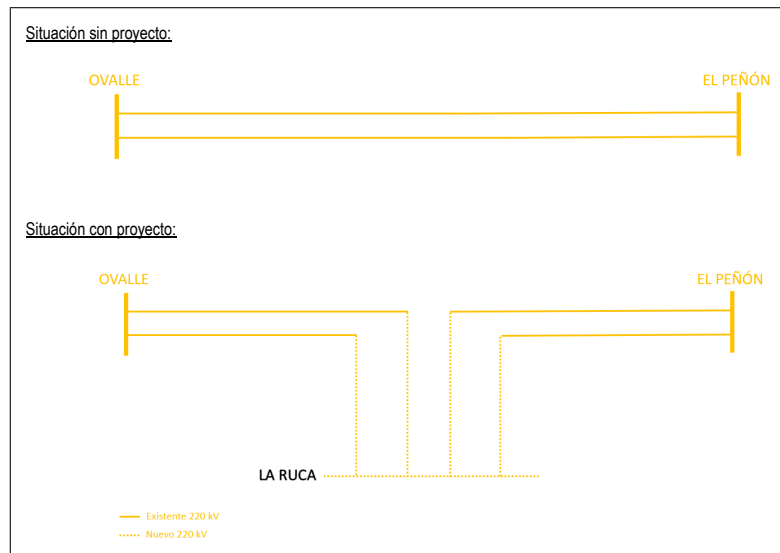 Situación sin proyecto:
OVALLE
EL PEÑÓN
Situación con proyecto:
OVALLE
EL PEÑÓN
LA RUCA
Existente 220 kV
Nuevo 220 kV